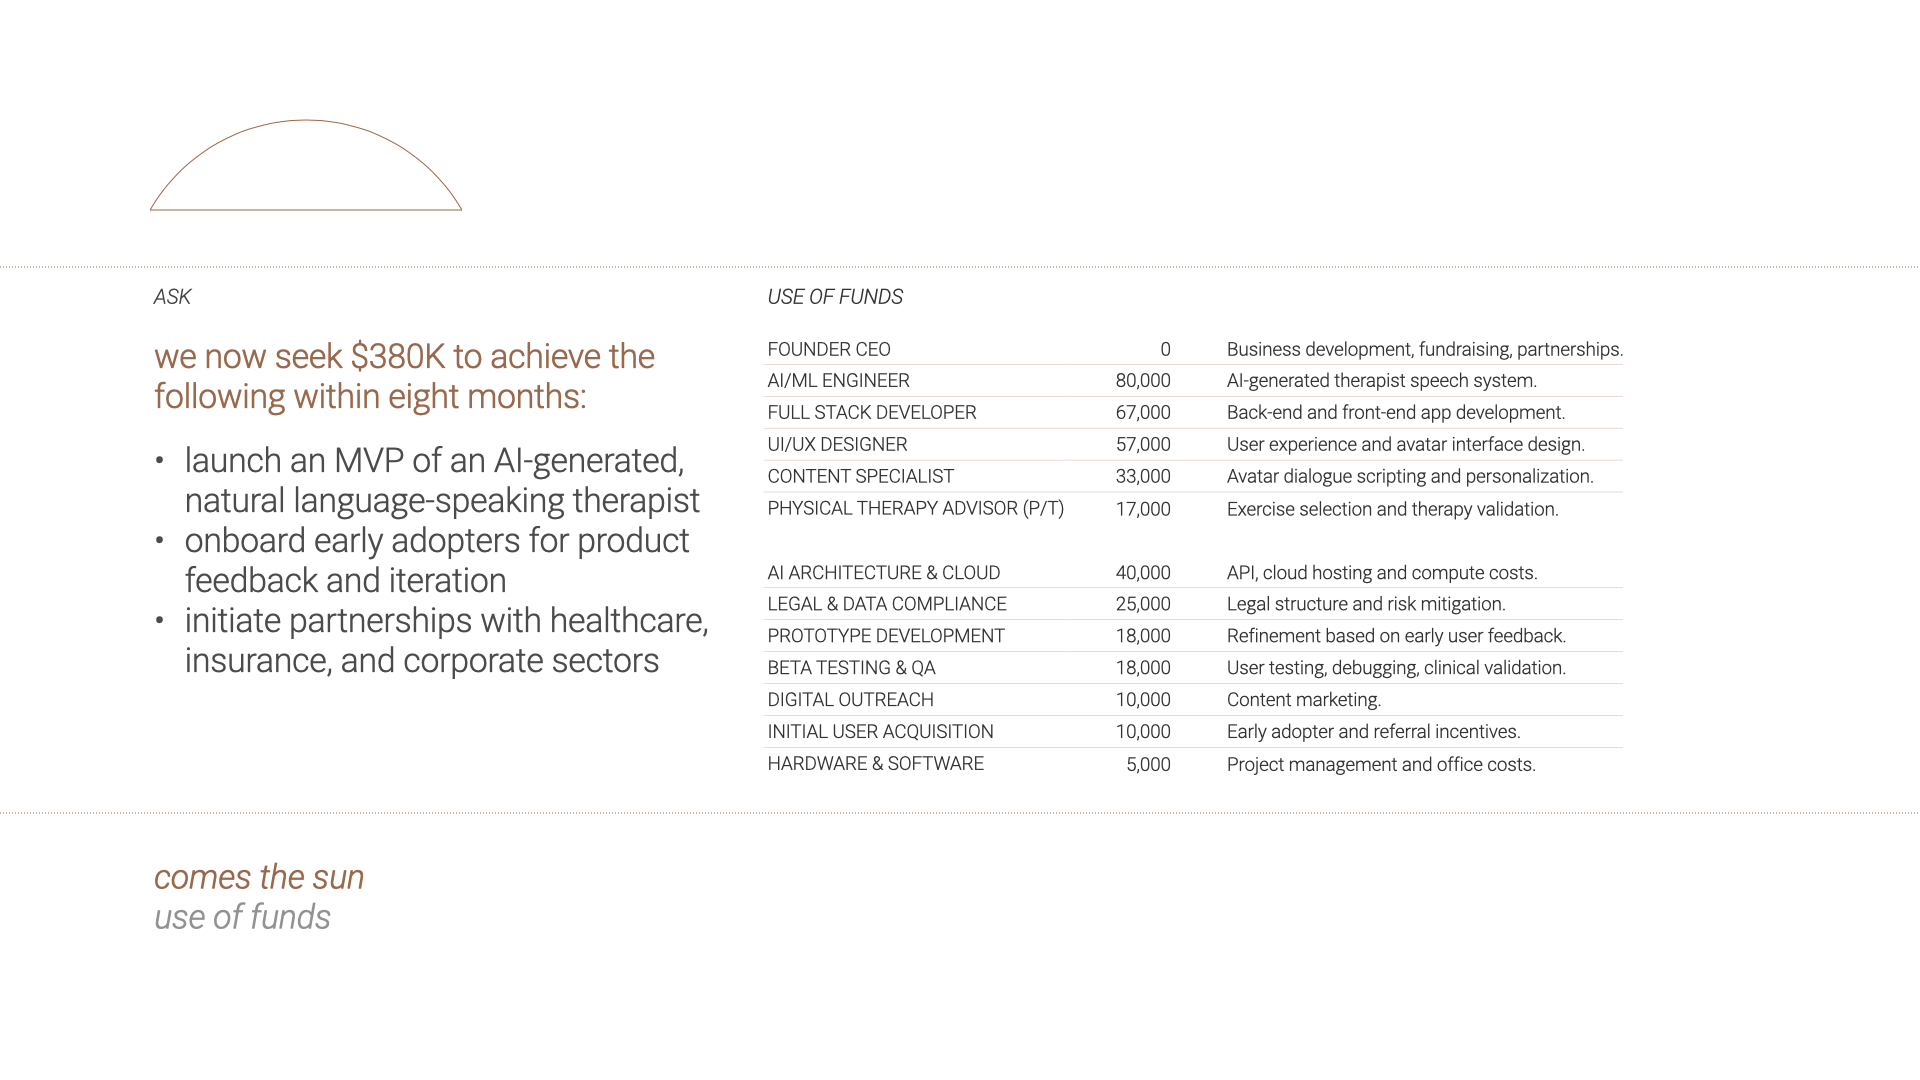 ASK
we now seek $380K to achieve the
following within eight months:
• launch an MVP of an AI-generated,
natural language-speaking therapist
• onboard early adopters for product
feedback and iteration
• initiate partnerships with healthcare,
insurance, and corporate sectors
USE OF FUNDS
FOUNDER CEO 0 Business development, fundraising, partnerships.
AI/ML ENGINEER 80,000 AI-generated therapist speech system.
FULL STACK DEVELOPER 67,000 Back-end and front-end app development.
UI/UX DESIGNER 57,000 User experience and avatar interface design.
CONTENT SPECIALIST 33,000 Avatar dialogue scripting and personalization.
PHYSICAL THERAPY ADVISOR (P/T) 17,000 Exercise selection and therapy validation.
AI ARCHITECTURE & CLOUD 40,000 API, cloud hosting and compute costs.
LEGAL & DATA COMPLIANCE 25,000 Legal structure and risk mitigation.
PROTOTYPE DEVELOPMENT 18,000 Refinement based on early user feedback.
BETA TESTING & QA 18,000 User testing, debugging, clinical validation.
DIGITAL OUTREACH 10,000 Content marketing.
INITIAL USER ACQUISITION 10,000 Early adopter and referral incentives.
HARDWARE & SOFTWARE 5,000 Project management and office costs.
comes the sun
use of funds